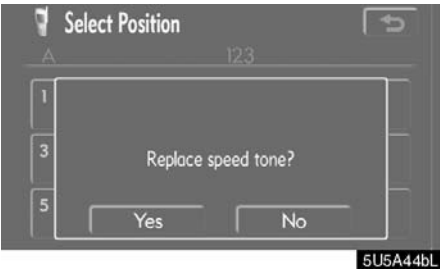 Select Position
A 123
1
3
Replace speed tone?
5
Yes No
5U5A44bL